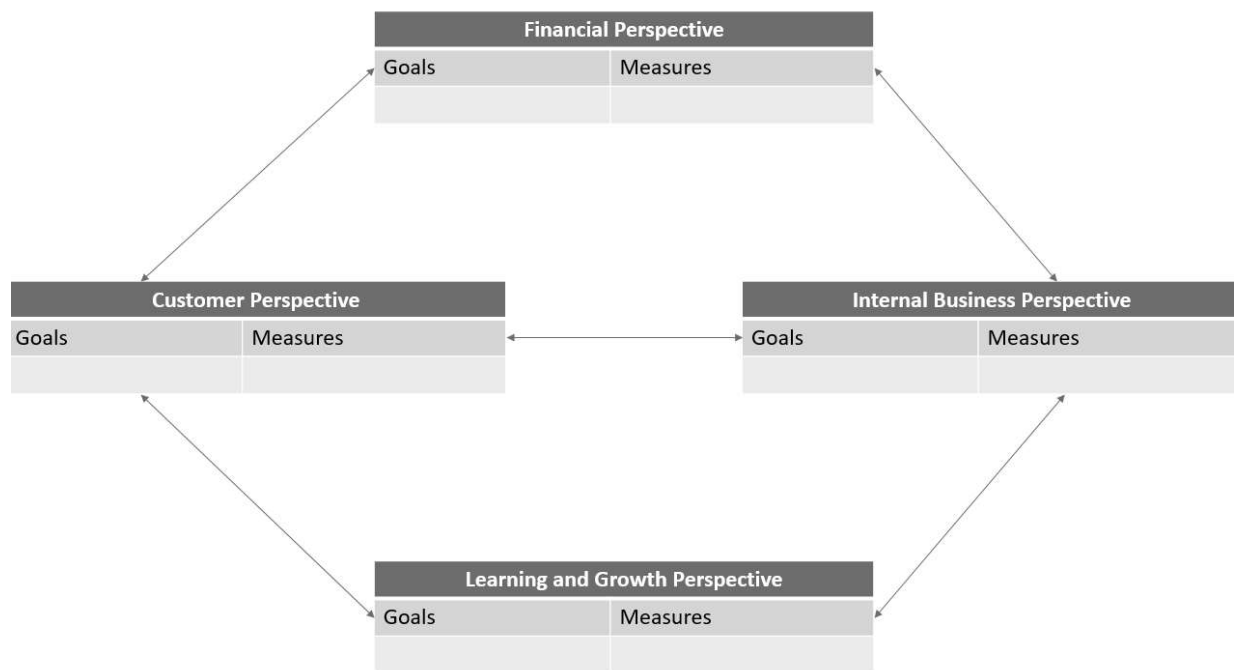 Financial Perspective
Goals Measures
Customer Perspective
Goals Measures
Internal Business Perspective
Goals Measures
Learning and Growth Perspective
Goals Measures